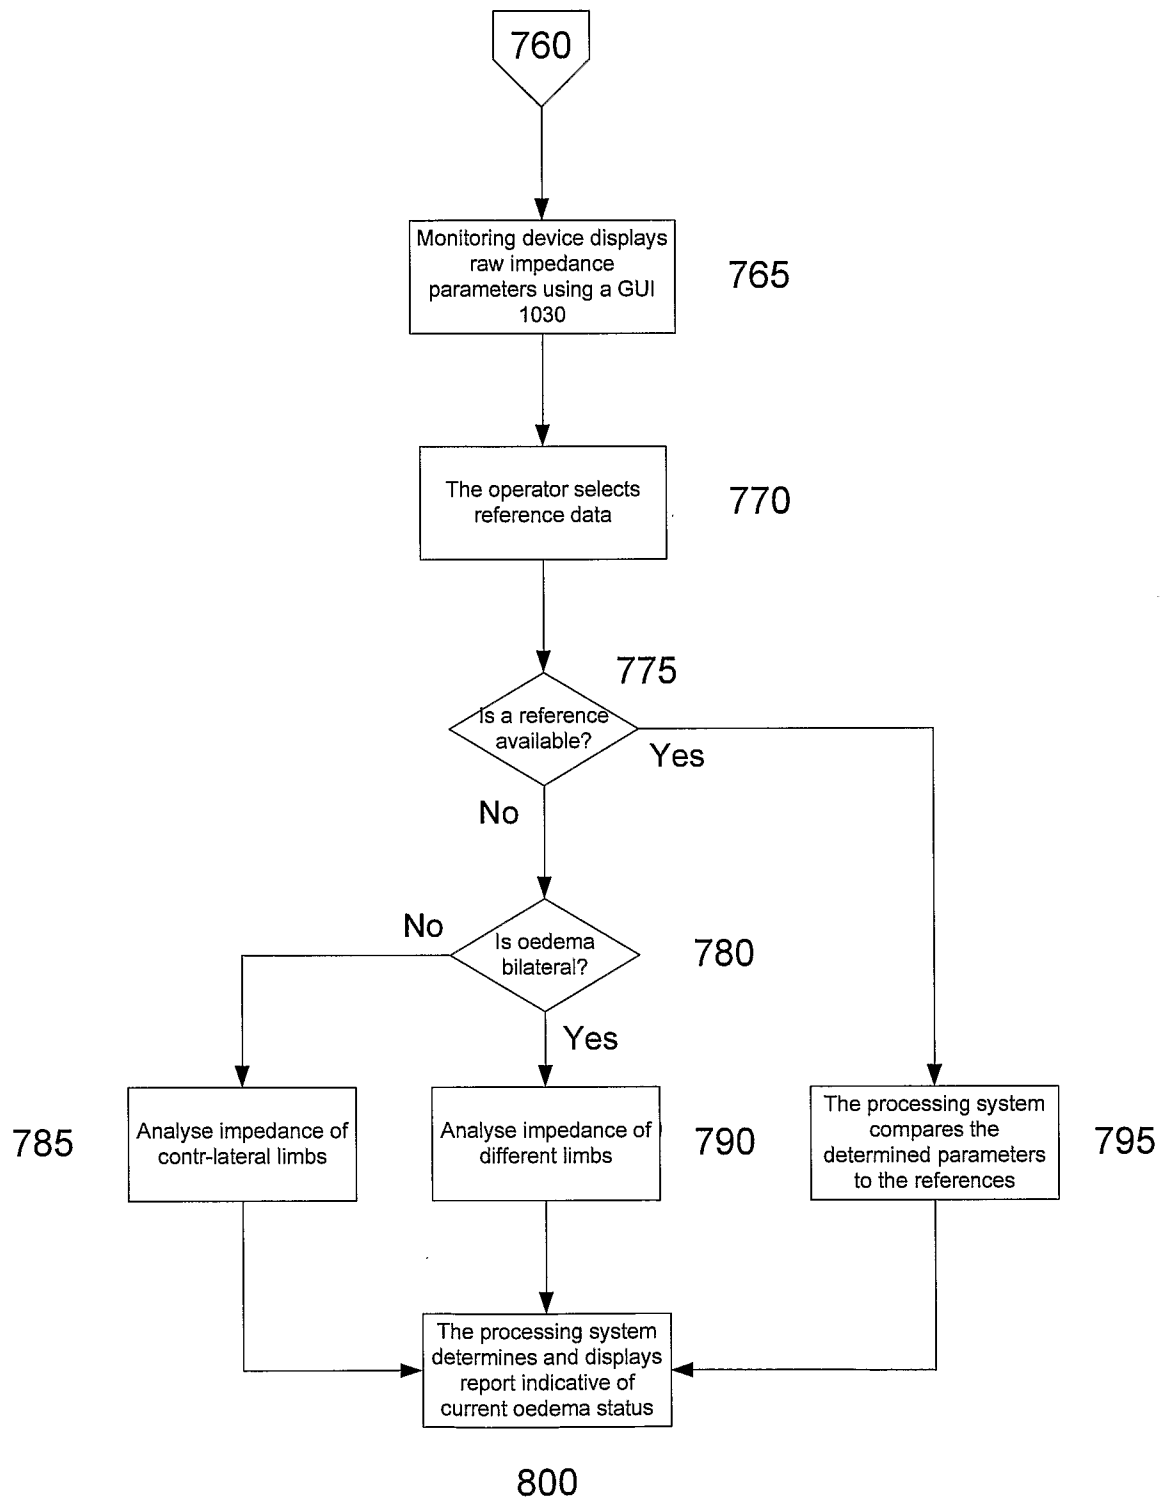 760
Monitoring device displays
raw impedance
parameters using a GUI
1030
765
The operator selects
reference data
770
775
Is a reference
available?
Yes
No
No
Is oedema
bilateral?
780
Yes
785
Analyse impedance of
contr-lateral limbs
Analyse impedance of
different limbs
790
The processing system
compares the
determined parameters
to the references
795
The processing system
determines and displays
report indicative of
current oedema status
800